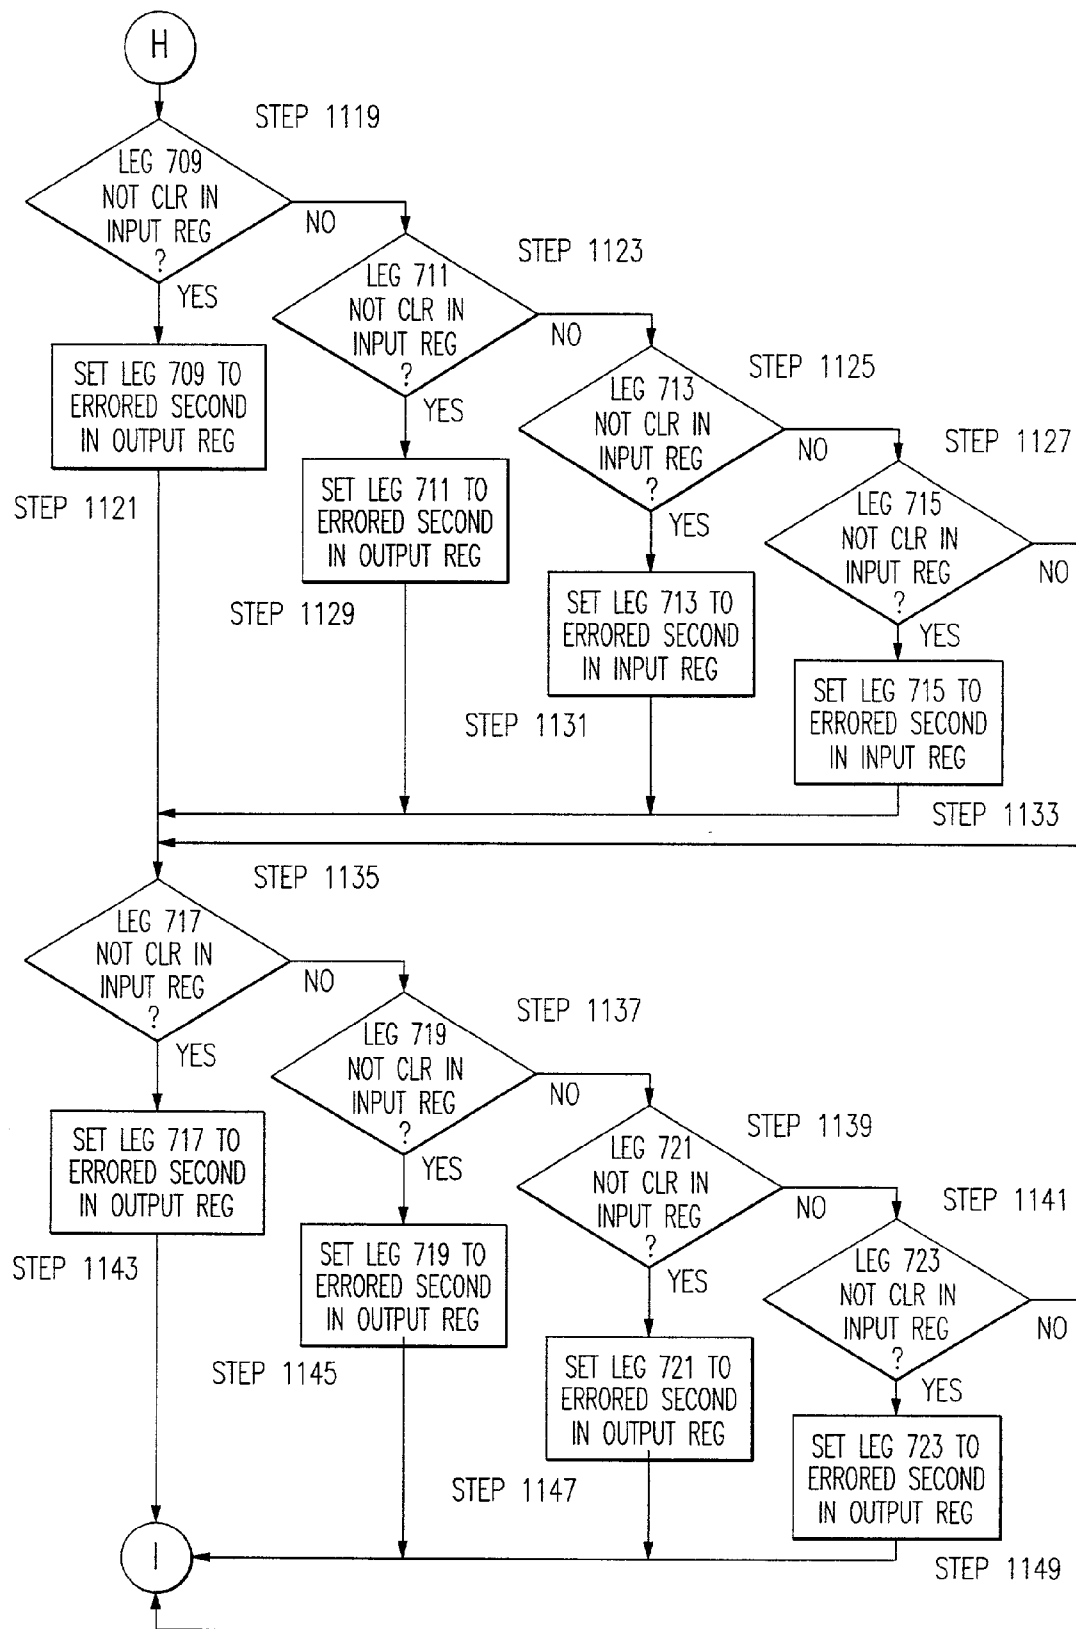 H
STEP 1119
LEG 709
NOT CLR IN
INPUT REG
?
NO
YES
STEP 1123
LEG 711
NOT CLR IN
INPUT REG
?
NO
YES
STEP 1125
LEG 713
NOT CLR IN
INPUT REG
?
NO
YES
STEP 1127
LEG 715
NOT CLR IN
INPUT REG
?
NO
YES
SET LEG 709 TO
ERRORED SECOND
IN OUTPUT REG
STEP 1121
SET LEG 711 TO
ERRORED SECOND
IN OUTPUT REG
STEP 1129
SET LEG 713 TO
ERRORED SECOND
IN INPUT REG
STEP 1131
SET LEG 715 TO
ERRORED SECOND
IN INPUT REG
STEP 1133
STEP 1135
LEG 717
NOT CLR IN
INPUT REG
?
NO
YES
STEP 1137
LEG 719
NOT CLR IN
INPUT REG
?
NO
YES
STEP 1139
LEG 721
NOT CLR IN
INPUT REG
?
NO
YES
STEP 1141
LEG 723
NOT CLR IN
INPUT REG
?
NO
YES
SET LEG 717 TO
ERRORED SECOND
IN OUTPUT REG
STEP 1143
SET LEG 719 TO
ERRORED SECOND
IN OUTPUT REG
STEP 1145
SET LEG 721 TO
ERRORED SECOND
IN OUTPUT REG
STEP 1147
SET LEG 723 TO
ERRORED SECOND
IN OUTPUT REG
STEP 1149
I